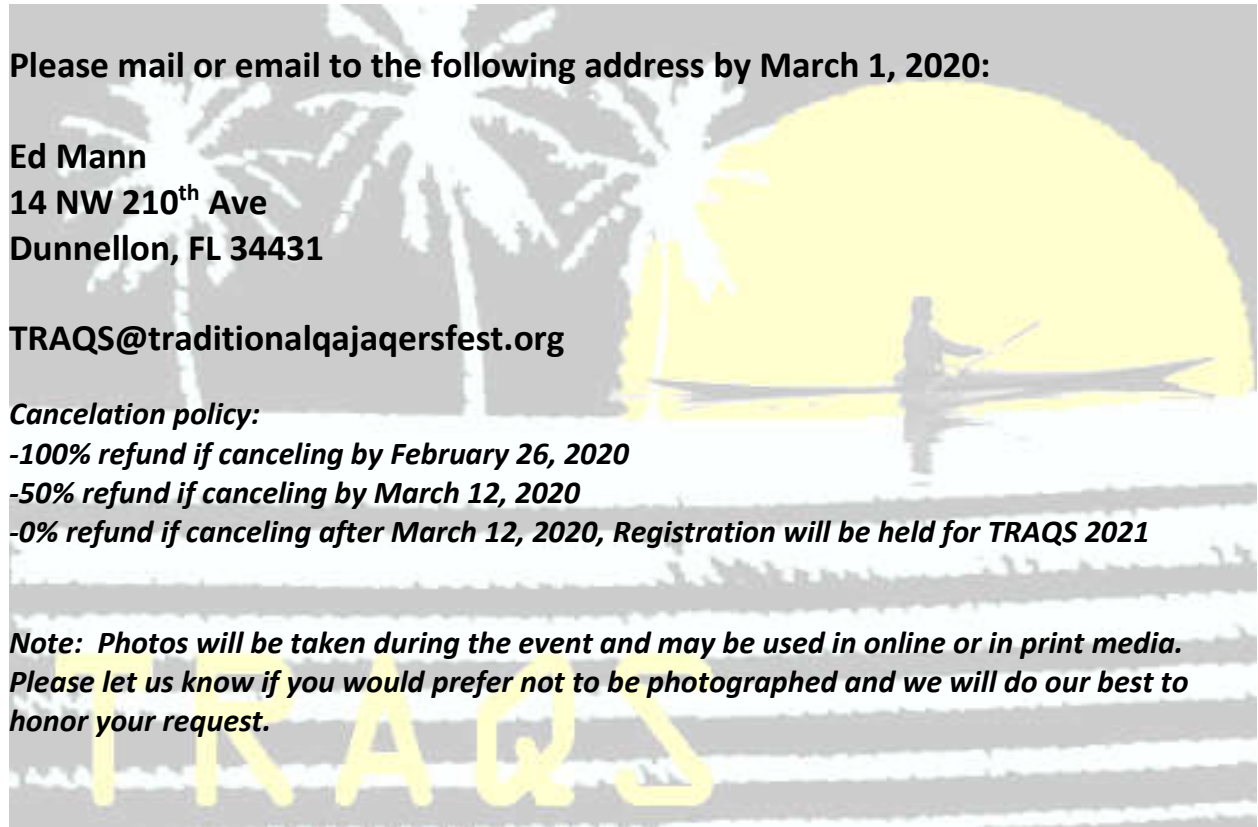 Please mail or email to the following address by March 1, 2020:
Ed Mann
14 NW 210th Ave
Dunnellon, FL 34431
TRAQS@traditionalqajaqersfest.org
Cancelation policy:
-100% refund if canceling by February 26, 2020
-50% refund if canceling by March 12, 2020
-0% refund if canceling after March 12, 2020, Registration will be held for TRAQS 2021
Note:  Photos will be taken during the event and may be used in online or in print media.
Please let us know if you would prefer not to be photographed and we will do our best to
honor your request.
TRAQS